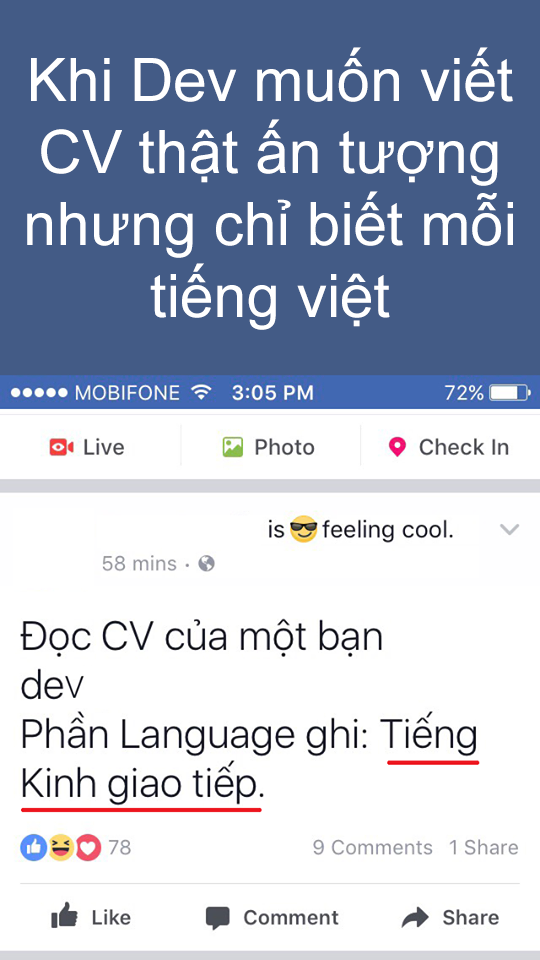 Khi Dev muốn viết
CV thật ấn tượng
nhưng chỉ biết mỗi
tiếng việt
MOBIFONE 3:05 PM 72%
Live Photo Check In
is 😎 feeling cool.
58 mins ·
Đọc CV của một bạn
dev
Phần Language ghi: Tiếng
Kinh giao tiếp.
78 9 Comments 1 Share
Like Comment Share